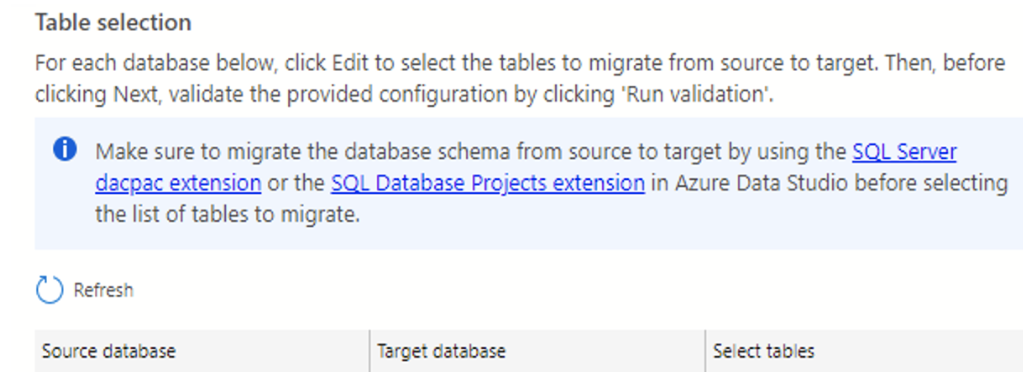 Table selection
For each database below, click Edit to select the tables to migrate from source to target. Then, before
clicking Next, validate the provided configuration by clicking 'Run validation'.
Make sure to migrate the database schema from source to target by using the SQL Server
dacpac extension or the SQL Database Projects extension in Azure Data Studio before selecting
the list of tables to migrate.
Refresh
Source database Target database Select tables